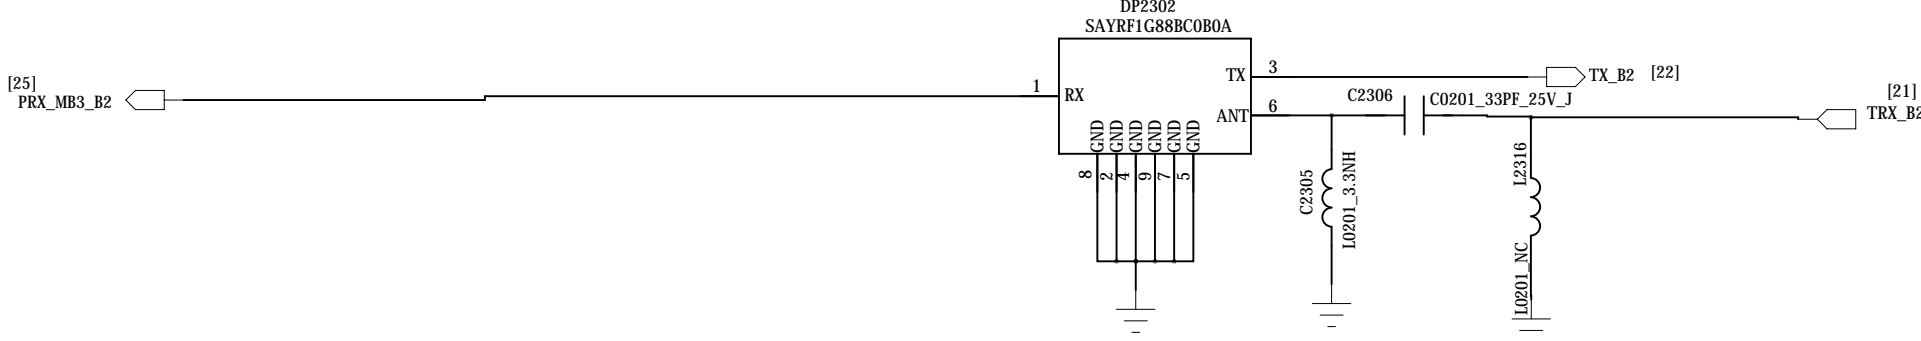 DP2302
SAYRF1G88BC0B0A
[25]
PRX_MB3_B2
1
RX
TX
3
TX_B2 [22]
ANT
6
C2306
C0201_33PF_25V_J
[21]
TRX_B2
GND
GND
GND
GND
GND
GND
8
2
4
9
7
5
C2305
L0201_3.3NH
L2316
L0201_NC